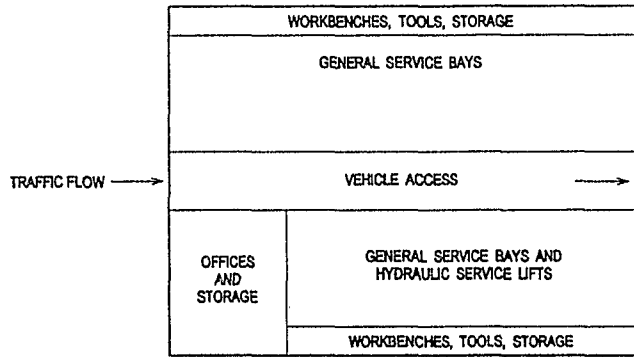 WORKBENCHES, TOOLS, STORAGE
GENERAL SERVICE BAYS
TRAFFIC FLOW
VEHICLE ACCESS
OFFICES
AND
STORAGE
GENERAL SERVICE BAYS AND
HYDRAULIC SERVICE LIFTS
WORKBENCHES, TOOLS, STORAGE